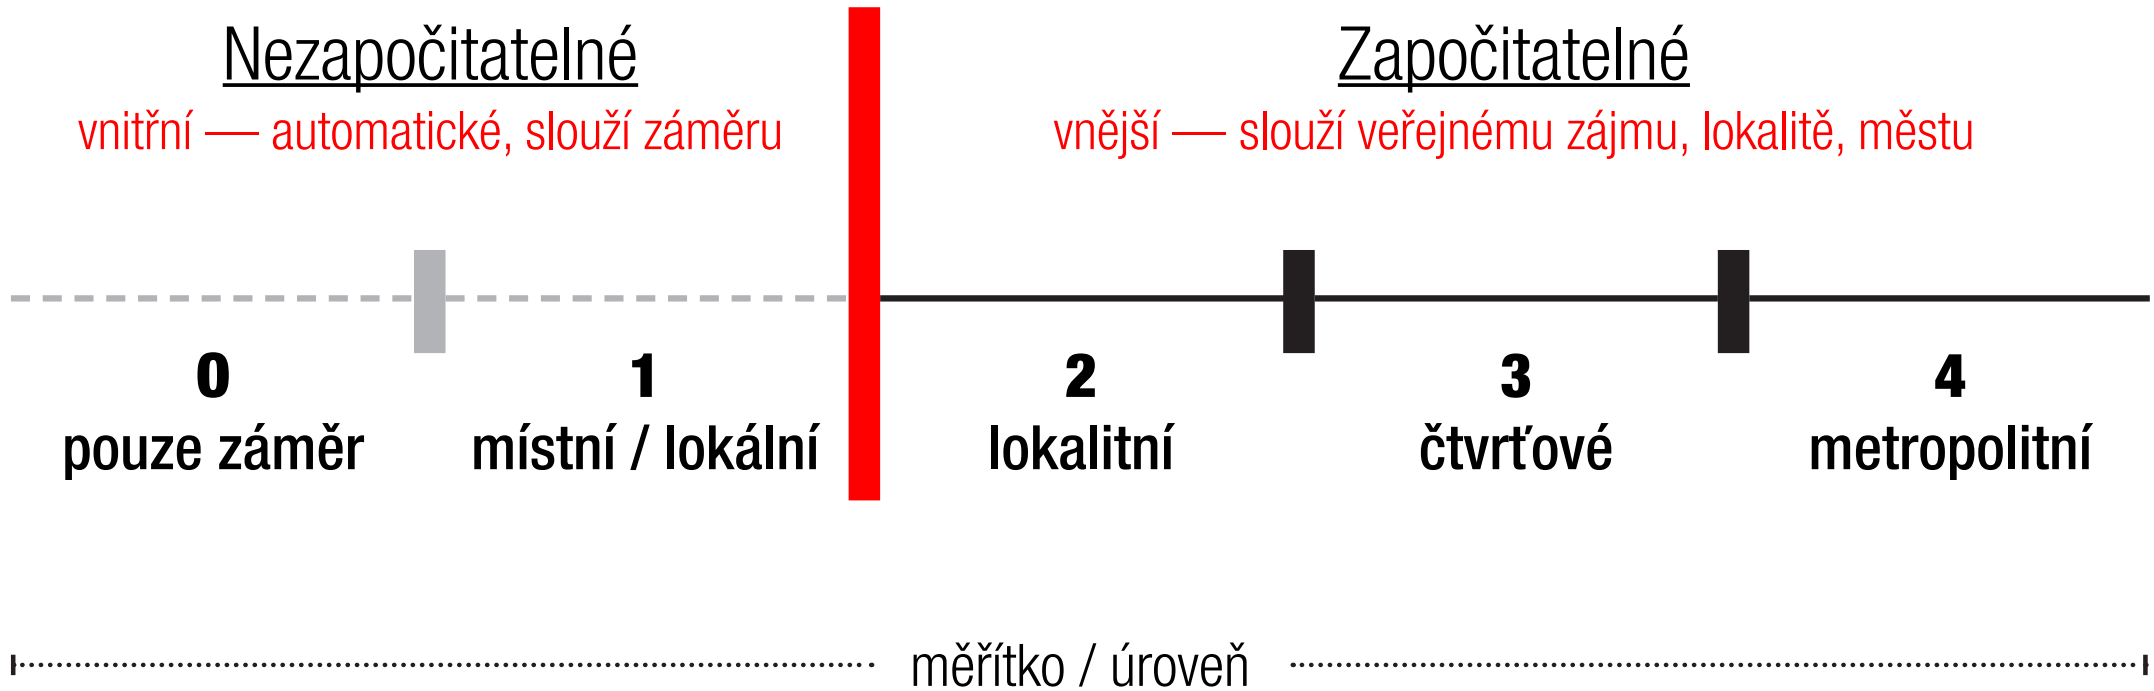 Nezapočitatelné
Započitatelné
vnitřní — automatické, slouží záměru
vnější — slouží veřejnému zájmu, lokalitě, městu
0
1
2
3
4
pouze záměr
místní / lokální
lokalitní
čtvrťové
metropolitní
měřítko / úroveň